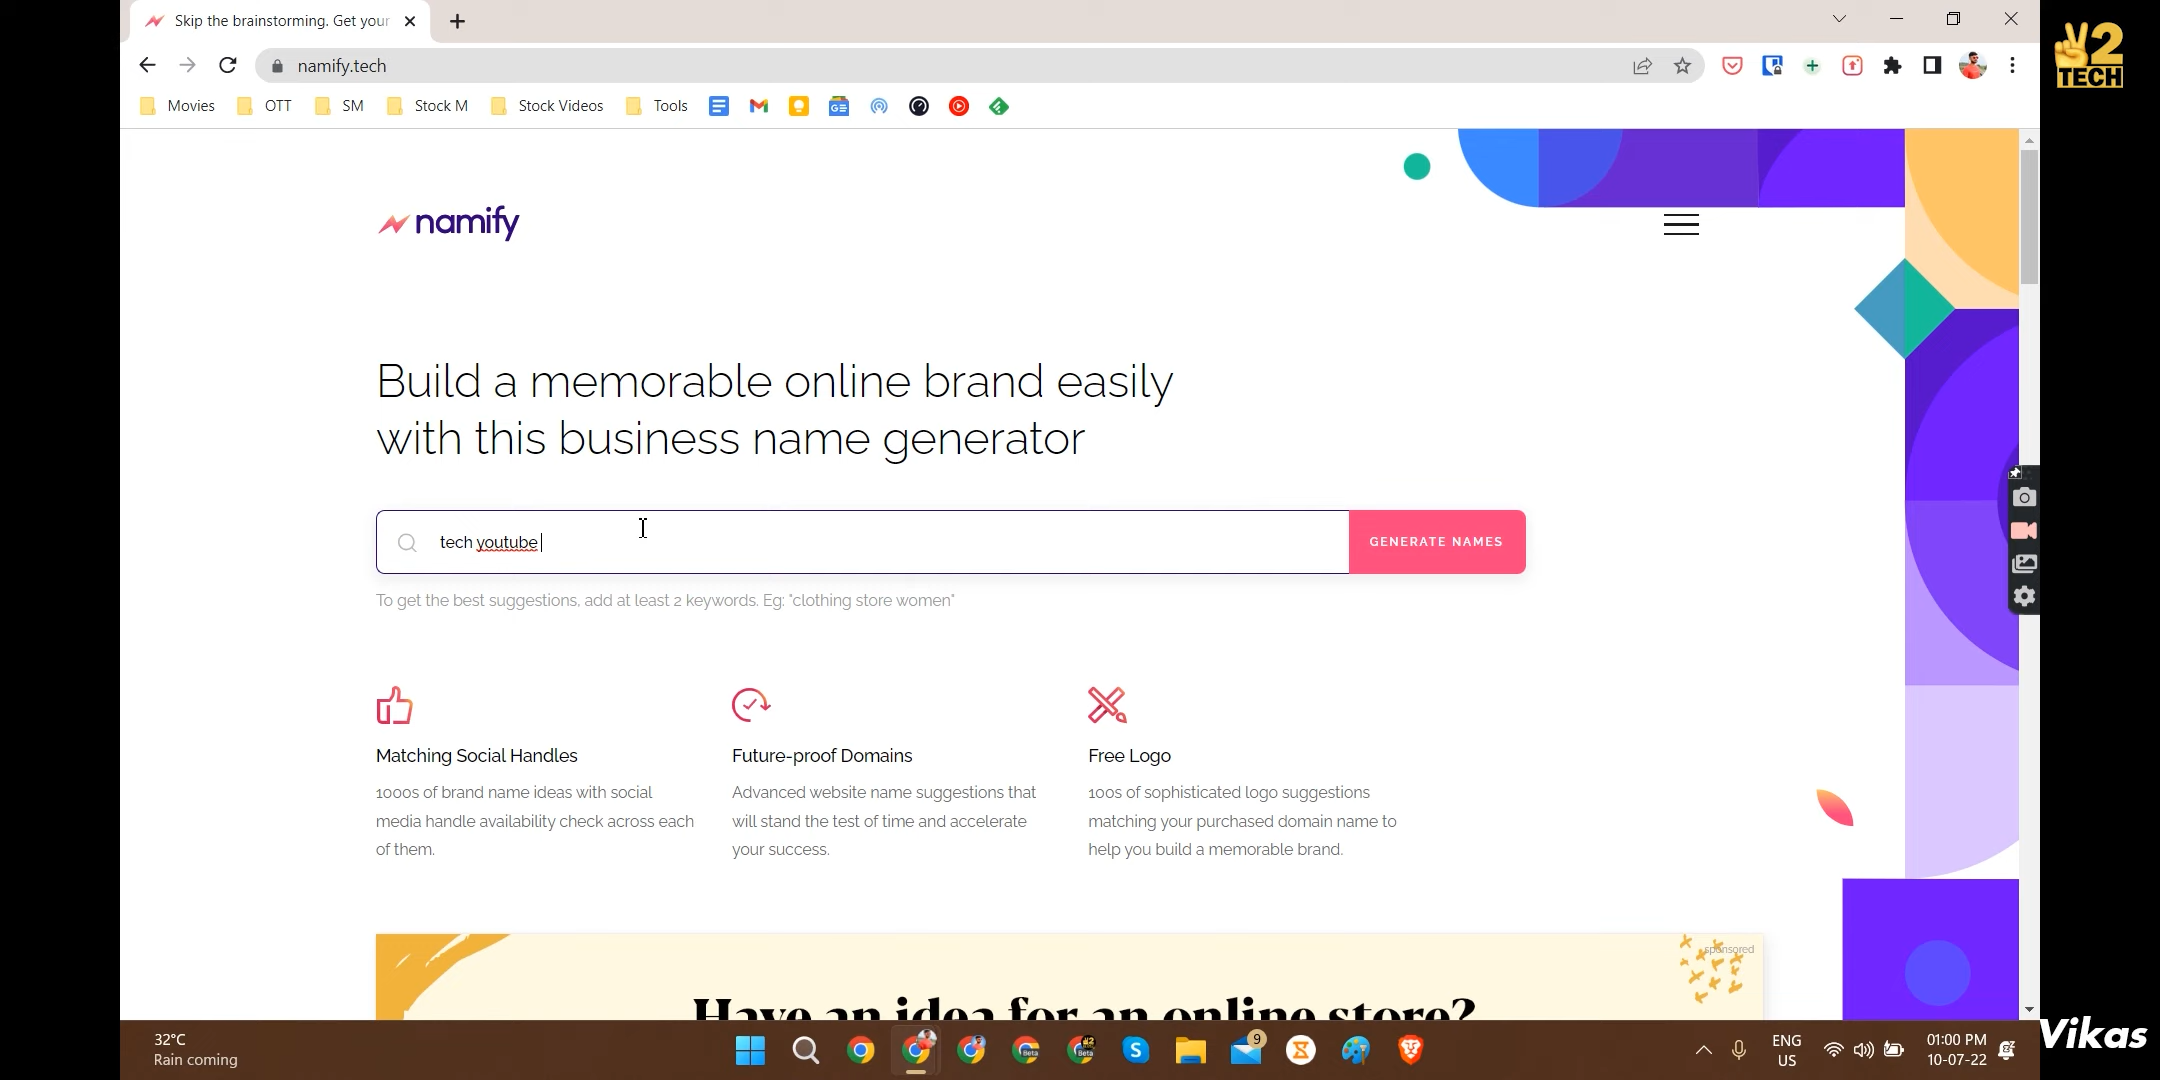 Skip the brainstorming. Get your
namify.tech
Movies
OTT
SM
Stock M
Stock Videos
Tools
2
TECH
namify
Build a memorable online brand easily
with this business name generator
tech youtube
GENERATE NAMES
To get the best suggestions, add at least 2 keywords. Eg: "clothing store women"
Matching Social Handles
1000s of brand name ideas with social
media handle availability check across each
of them.
Future-proof Domains
Advanced website name suggestions that
will stand the test of time and accelerate
your success.
Free Logo
100s of sophisticated logo suggestions
matching your purchased domain name to
help you build a memorable brand.
sponsored
Have an idea for an online store?
32°C
Rain coming
Beta
Beta
9
ENG
US
01:00 PM
10-07-22
Vikas